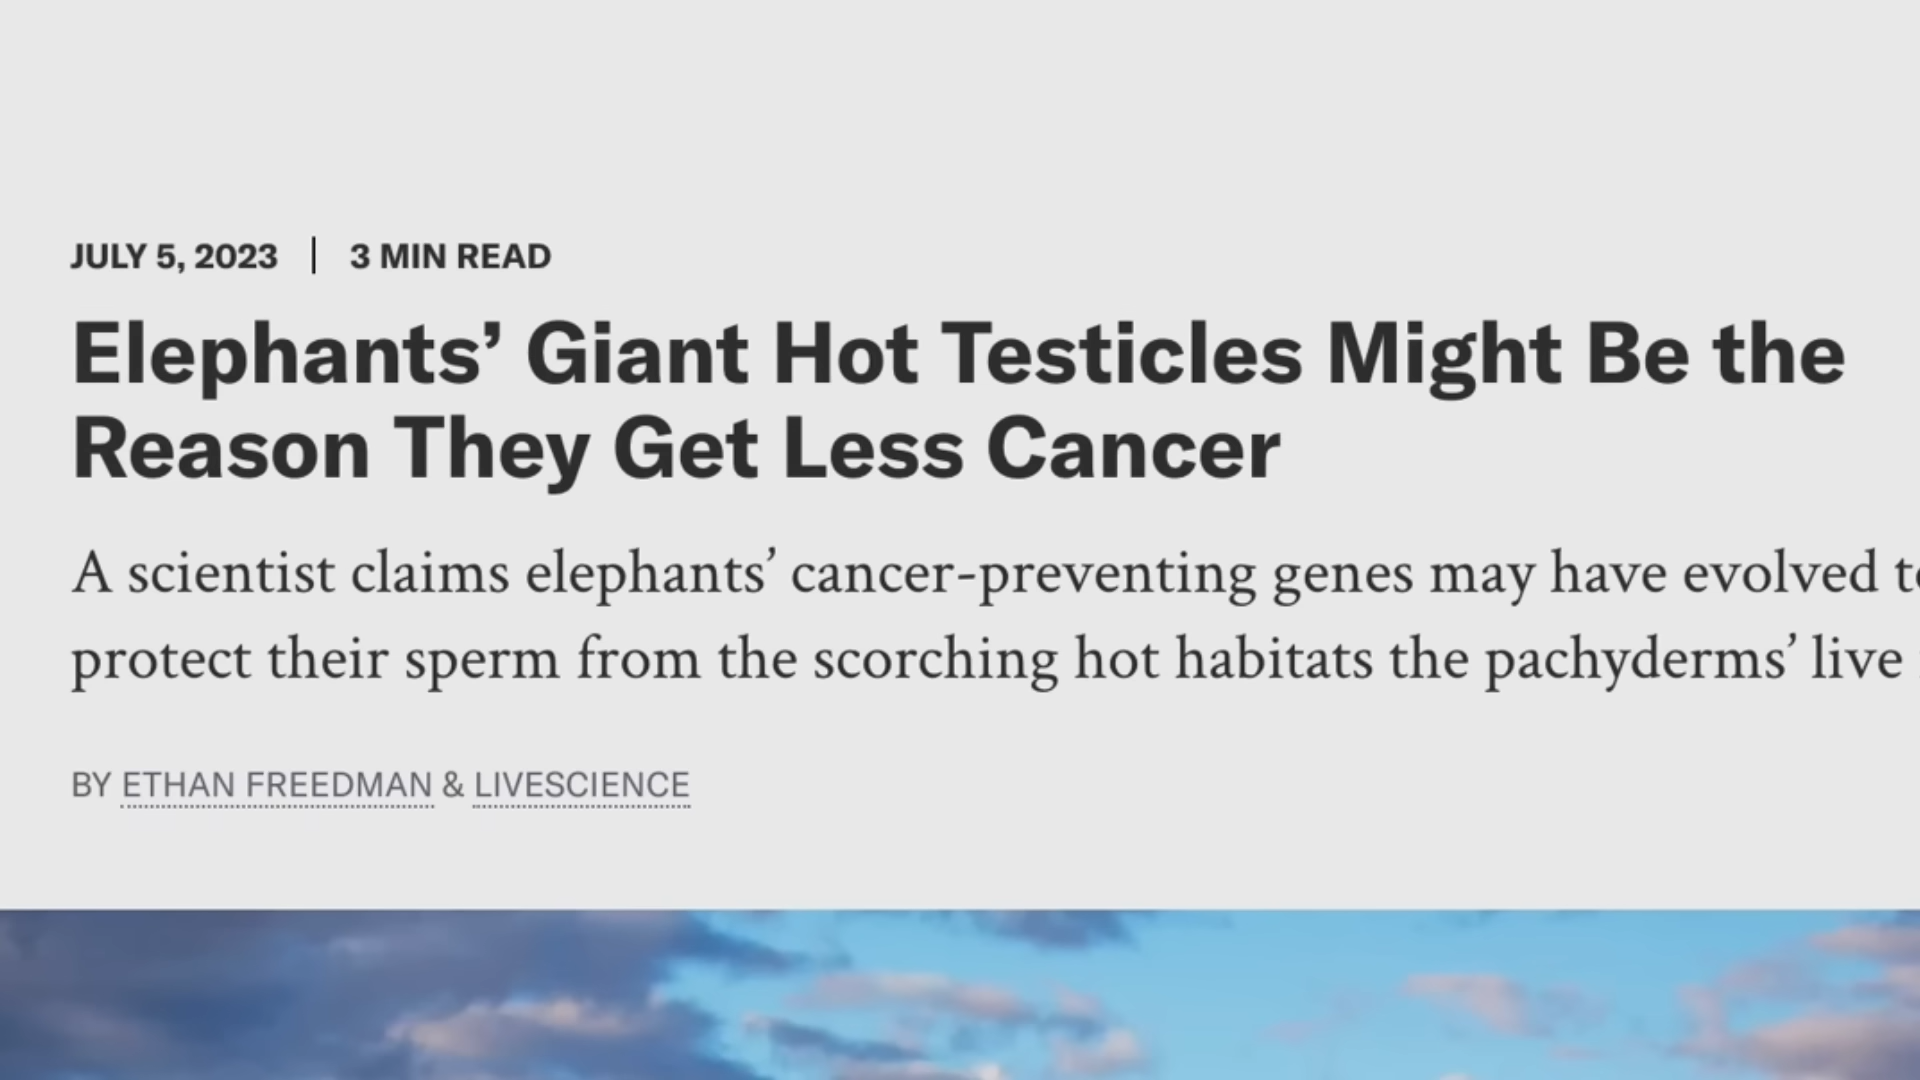 JULY 5, 2023 | 3 MIN READ
Elephants’ Giant Hot Testicles Might Be the
Reason They Get Less Cancer
A scientist claims elephants’ cancer-preventing genes may have evolved
protect their sperm from the scorching hot habitats the pachyderms’ live
BY ETHAN FREEDMAN & LIVESCIENCE